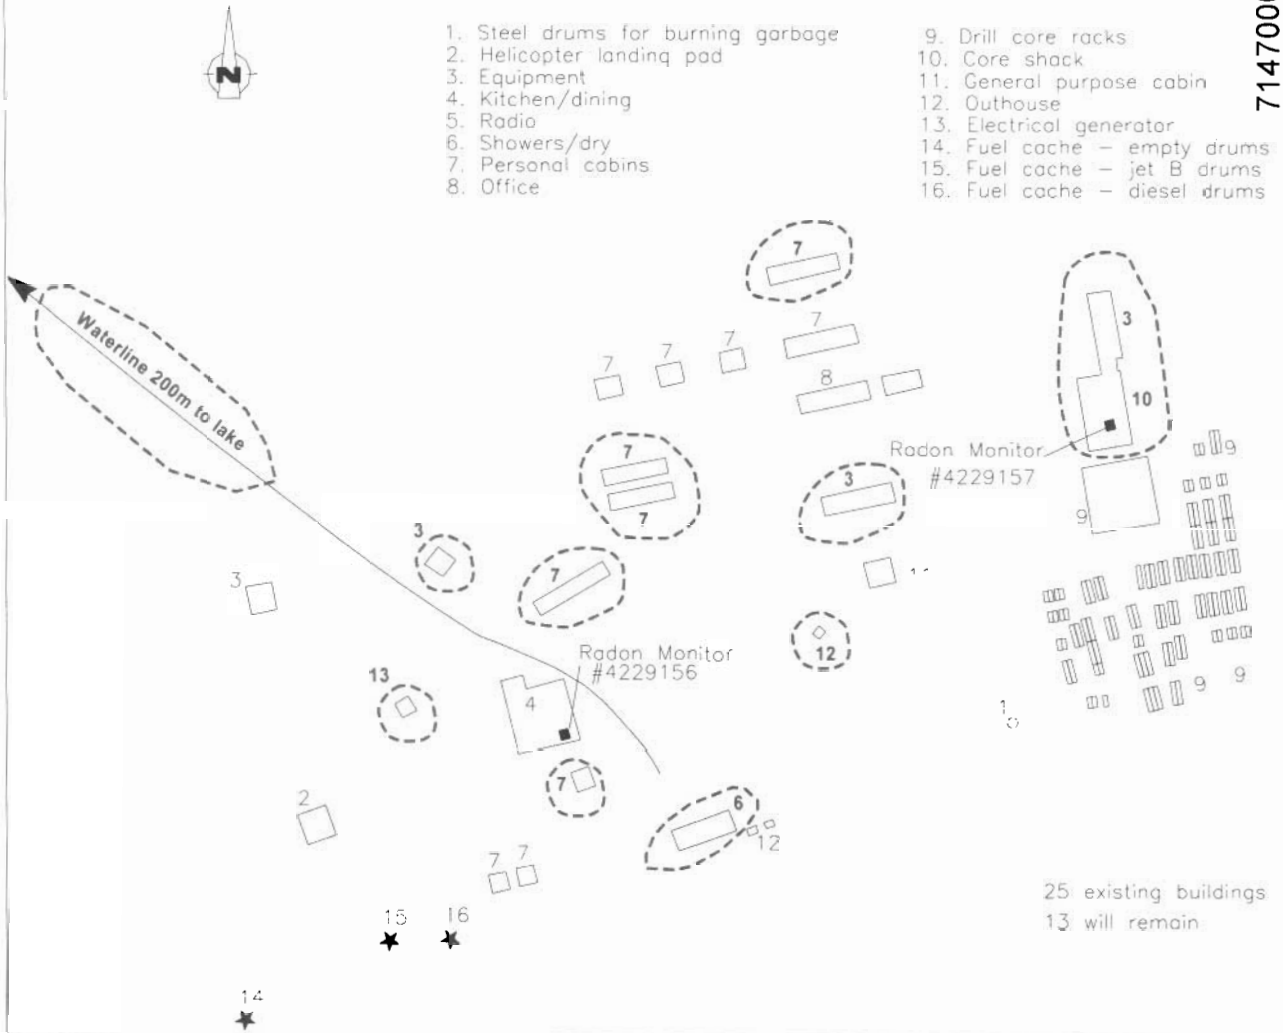 N
1. Steel drums for burning garbage
2. Helicopter landing pad
3. Equipment
4. Kitchen/dining
5. Radio
6. Showers/dry
7. Personal cabins
8. Office
9. Drill core racks
10. Core shack
11. General purpose cabin
12. Outhouse
13. Electrical generator
14. Fuel cache – empty drums
15. Fuel cache – jet B drums
16. Fuel cache – diesel drums
7
3
Waterline 200m to lake
7
7
7
7
8
10
Radon Monitor
#4229157
9
7
3
9
7
3
7
3
11
12
Radon Monitor
#4229156
13
4
9
9
1
7
2
6
12
7
7
25 existing buildings
13 will remain
15
16
14